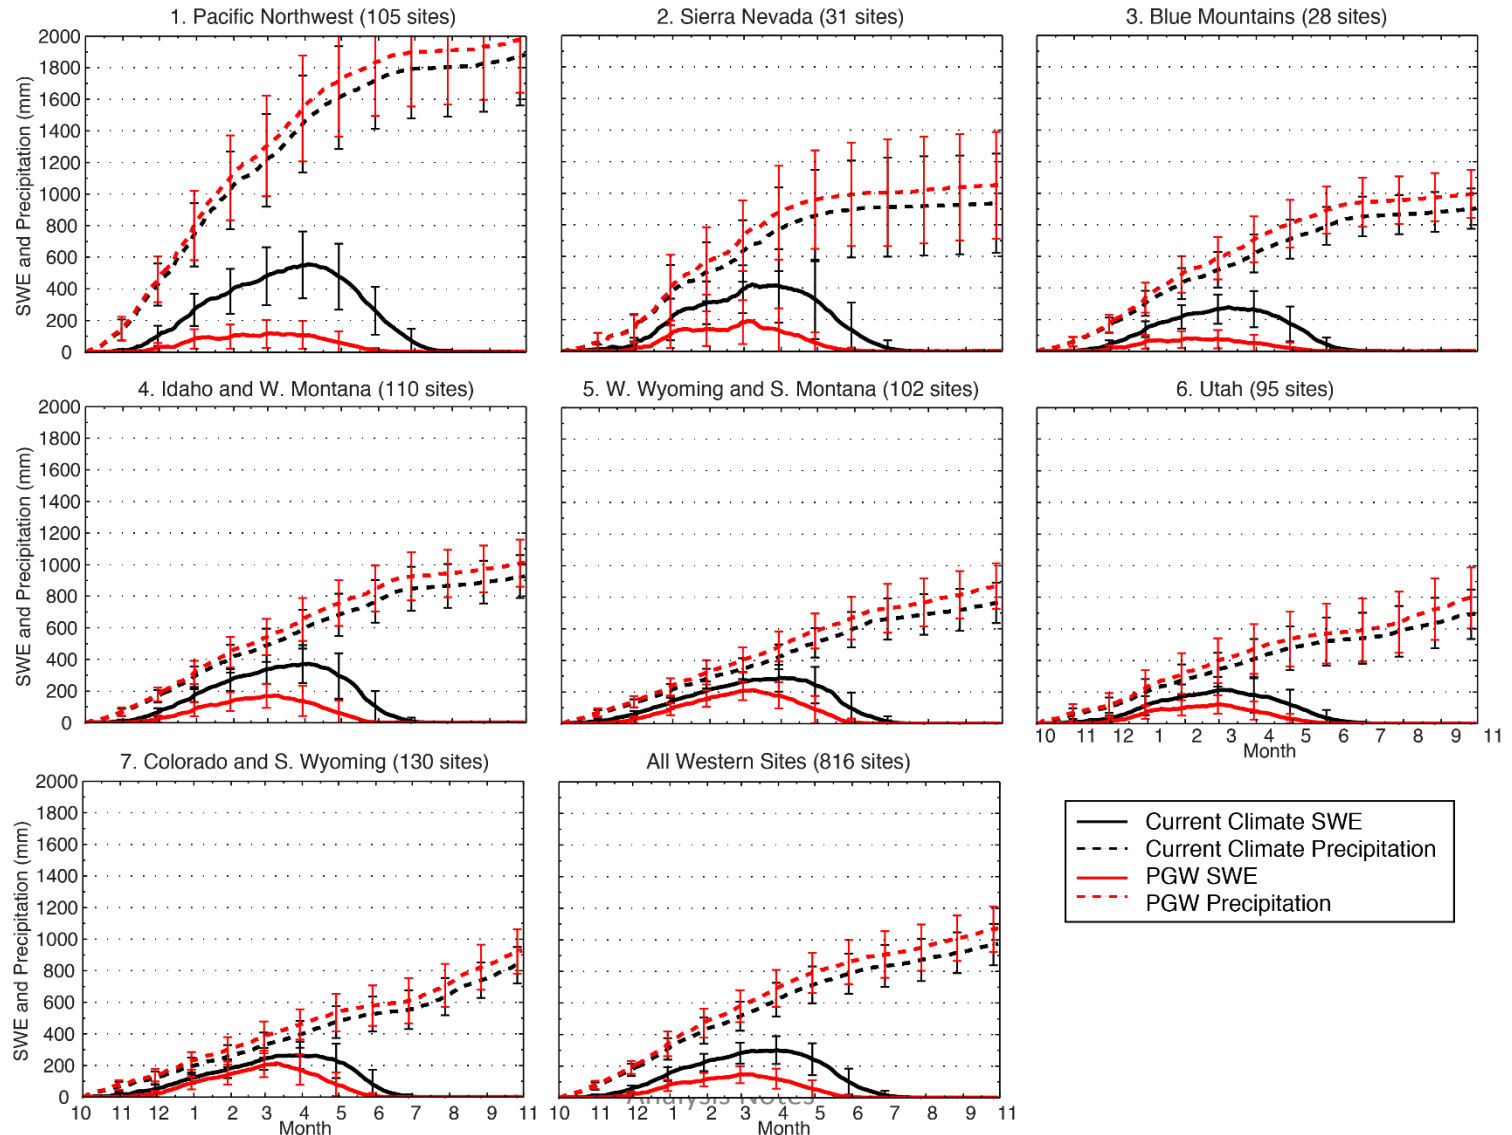 1. Pacific Northwest (105 sites)
2. Sierra Nevada (31 sites)
3. Blue Mountains (28 sites)
SWE and Precipitation (mm)
2000
1800
1600
1400
1200
1000
800
600
400
200
0
4. Idaho and W. Montana (110 sites)
5. W. Wyoming and S. Montana (102 sites)
6. Utah (95 sites)
SWE and Precipitation (mm)
2000
1800
1600
1400
1200
1000
800
600
400
200
0
10 11 12 1 2 3 4 5 6 7 8 9 11
Month
7. Colorado and S. Wyoming (130 sites)
All Western Sites (816 sites)
SWE and Precipitation (mm)
2000
1800
1600
1400
1200
1000
800
600
400
200
0
10 11 12 1 2 3 4 5 6 7 8 9 11
Month
10 11 12 1 2 3 4 5 6 7 8 9 11
Analysis Notes
Month
Current Climate SWE
Current Climate Precipitation
PGW SWE
PGW Precipitation